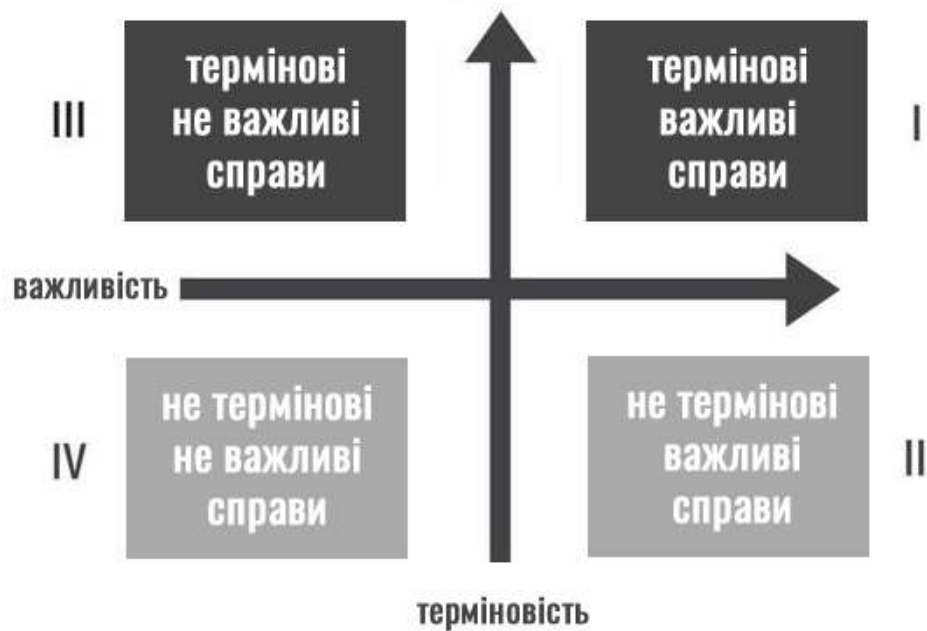 III
термінові
не важливі
справи
термінові
важливі
справи
I
важливість
IV
не термінові
не важливі
справи
не термінові
важливі
справи
II
терміновість